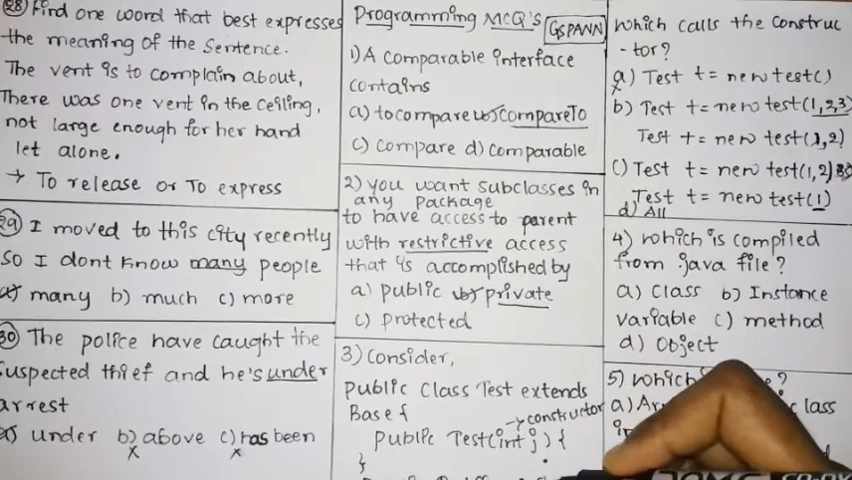 28) Find one word that best expresses
the meaning of the sentence.
The vent is to complain about,
There was one vent in the ceiling,
not large enough for her hand
let alone.
→ To release or To express
29 I moved to this city recently
so I dont know many people
a) many b) much c) more
30 The police have caught the
suspected thief and he's under
arrest
a) under b) above c) has been
Programming MCQ's GSPANN
1) A comparable interface
contains
a) tocompare b) compareTo
c) compare d) comparable
2) you want subclasses in
any package
to have access to parent
with restrictive access
that is accomplished by
a) public b) private
c) protected
3) Consider,
public class Test extends
Base {
→ constructor
public Test(int j) {
}
which calls the construc
-tor?
a) Test t = new test()
b) Test t = new test(1,2,3)
Test t = new test(1,2)
c) Test t = new test(1,2)
Test t = new test(1)
d) All
4) which is compiled
from .java file?
a) class b) Instance
variable c) method
d) Object
5) which
a)
class